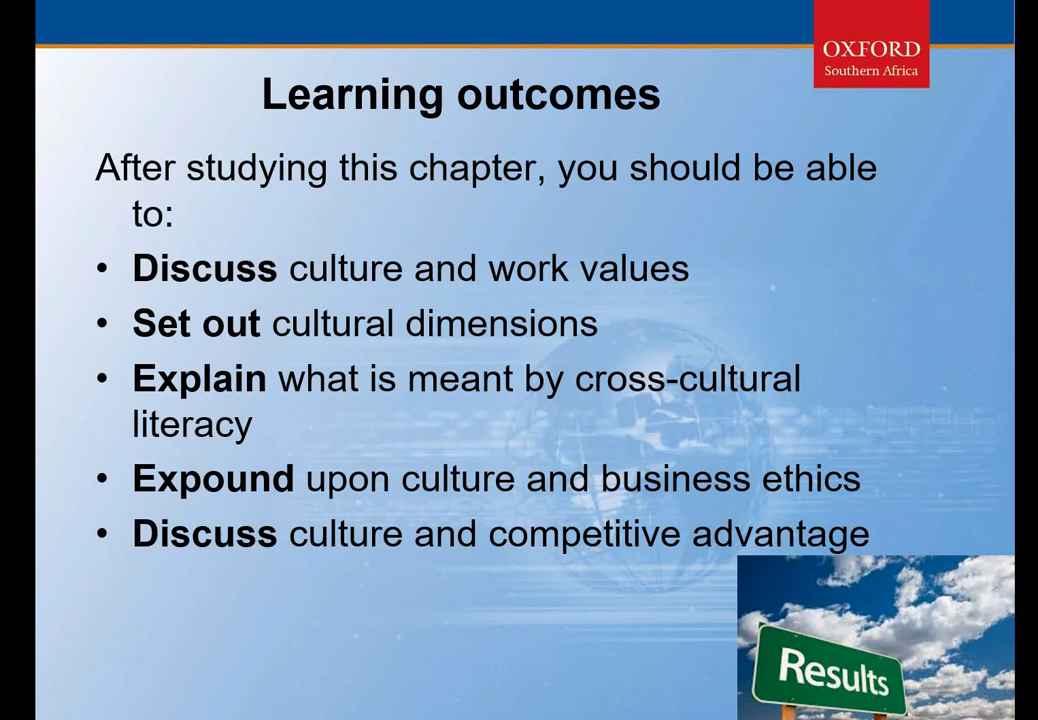 OXFORD
Southern Africa
Learning outcomes
After studying this chapter, you should be able
to:
• Discuss culture and work values
• Set out cultural dimensions
• Explain what is meant by cross-cultural
literacy
• Expound upon culture and business ethics
• Discuss culture and competitive advantage
Results